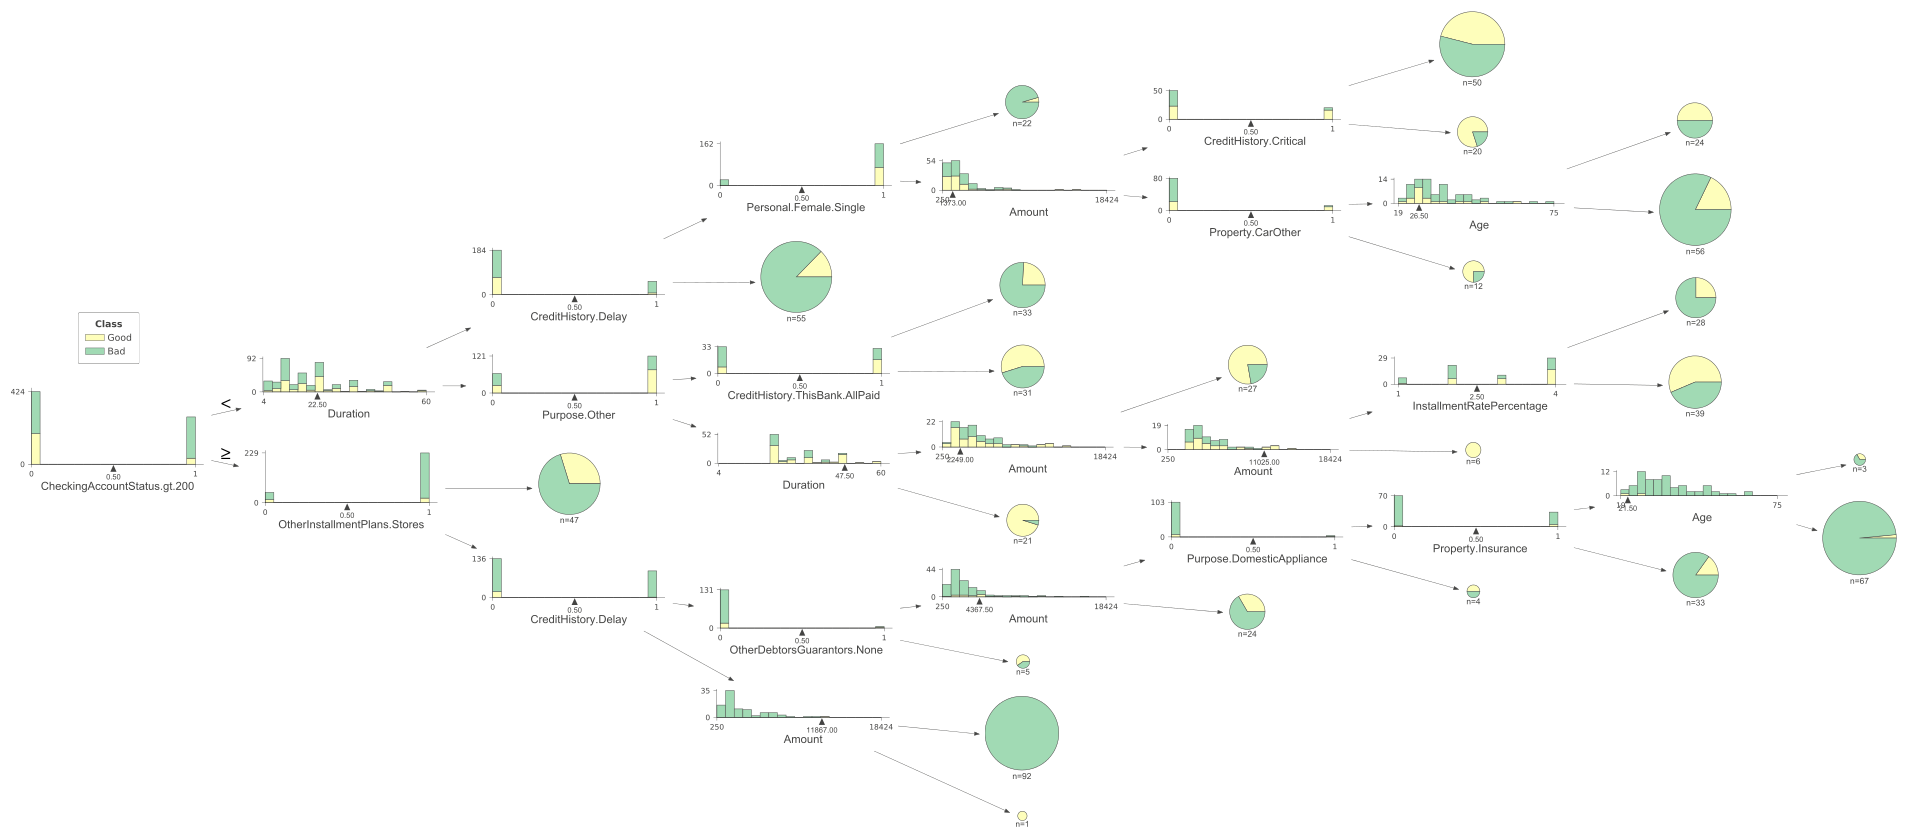 Class
Good
Bad
424
0
0
0.50
1
CheckingAccountStatus.gt.200
<
≥
92
0
4
22.50
60
Duration
229
0
0
0.50
1
OtherInstallmentPlans.Stores
184
0
0
0.50
1
CreditHistory.Delay
121
0
0
0.50
1
Purpose.Other
n=47
136
0
0
0.50
1
CreditHistory.Delay
162
0
0
0.50
1
Personal.Female.Single
n=55
33
0
0
0.50
1
CreditHistory.ThisBank.AllPaid
52
0
4
47.50
60
Duration
131
0
0
0.50
1
OtherDebtorsGuarantors.None
35
0
250
11867.00
18424
Amount
n=22
54
0
250
1373.00
18424
Amount
n=33
n=31
22
0
250
2249.00
18424
Amount
n=21
44
0
250
4367.50
18424
Amount
n=5
n=92
n=1
50
0
0
0.50
1
CreditHistory.Critical
80
0
0
0.50
1
Property.CarOther
n=27
19
0
250
11025.00
18424
Amount
103
0
0
0.50
1
Purpose.DomesticAppliance
n=24
n=50
n=20
14
0
19
26.50
75
Age
n=12
29
0
1
2.50
4
InstallmentRatePercentage
n=6
70
0
0
0.50
1
Property.Insurance
n=4
n=24
n=56
n=28
n=39
12
0
19
21.50
75
Age
n=33
n=3
n=67